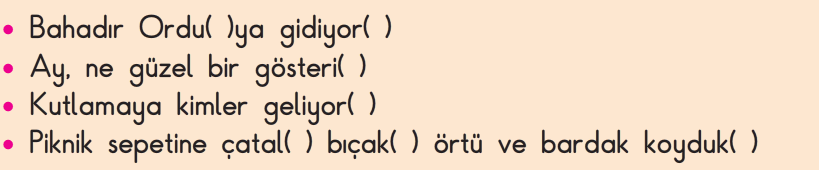 • Bahadır Ordu( )ya gidiyor( )
• Ay, ne güzel bir gösteri( )
• Kutlamaya kimler geliyor( )
• Piknik sepetine çatal( ) bıçak( ) örtü ve bardak koyduk( )